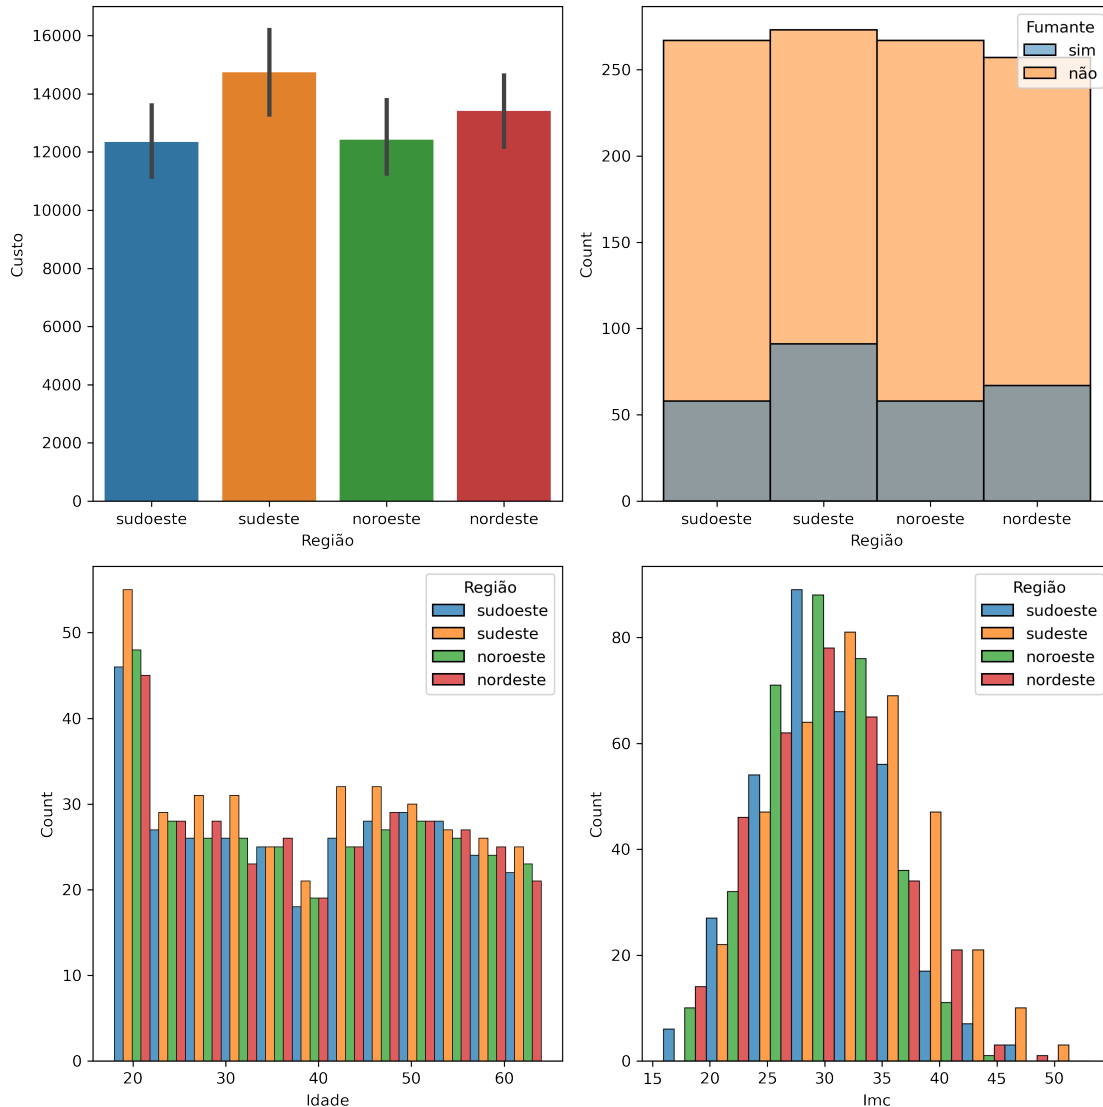 16000
14000
12000
10000
8000
6000
4000
2000
0
Custo
sudoeste sudeste noroeste nordeste
Região
250
200
150
100
50
0
Count
Fumante
sim
não
sudoeste sudeste noroeste nordeste
Região
50
40
30
20
10
0
Count
Região
sudoeste
sudeste
noroeste
nordeste
20 30 40 50 60
Idade
80
60
40
20
0
Count
Região
sudoeste
sudeste
noroeste
nordeste
15 20 25 30 35 40 45 50
Imc